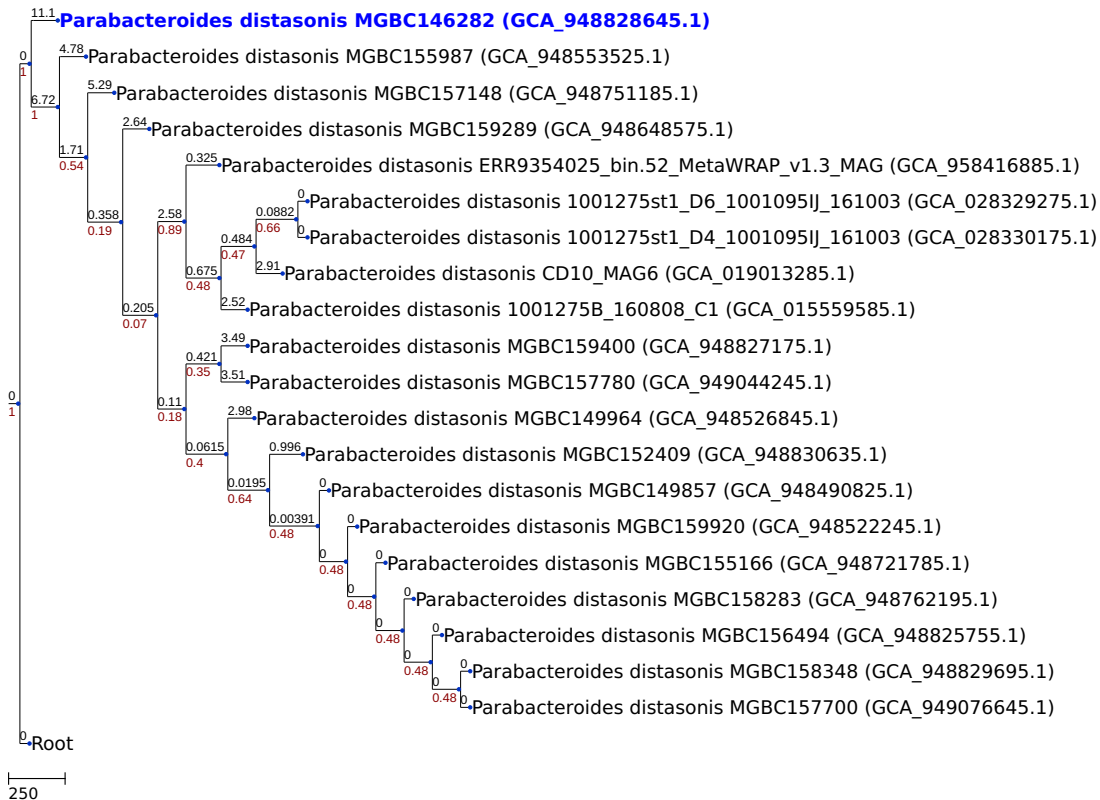 11.1 Parabacteroides distasonis MGBC146282 (GCA_948828645.1)
4.78 Parabacteroides distasonis MGBC155987 (GCA_948553525.1)
0
1
5.29 Parabacteroides distasonis MGBC157148 (GCA_948751185.1)
6.72
1
2.64 Parabacteroides distasonis MGBC159289 (GCA_948648575.1)
1.71
0.54
0.325 Parabacteroides distasonis ERR9354025_bin.52_MetaWRAP_v1.3_MAG (GCA_958416885.1)
0 Parabacteroides distasonis 1001275st1_D6_1001095IJ_161003 (GCA_028329275.1)
0.358
0.19
2.58
0.89
0.0882
0.66
0 Parabacteroides distasonis 1001275st1_D4_1001095IJ_161003 (GCA_028330175.1)
0.484
0.47
2.91 Parabacteroides distasonis CD10_MAG6 (GCA_019013285.1)
0.675
0.48
2.52 Parabacteroides distasonis 1001275B_160808_C1 (GCA_015559585.1)
0.205
0.07
3.49 Parabacteroides distasonis MGBC159400 (GCA_948827175.1)
0.421
0.35
3.51 Parabacteroides distasonis MGBC157780 (GCA_949044245.1)
0
1
0.11
0.18
2.98 Parabacteroides distasonis MGBC149964 (GCA_948526845.1)
0.0615
0.4
0.996 Parabacteroides distasonis MGBC152409 (GCA_948830635.1)
0.0195
0.64
0 Parabacteroides distasonis MGBC149857 (GCA_948490825.1)
0.00391
0.48
0 Parabacteroides distasonis MGBC159920 (GCA_948522245.1)
0
0.48
0 Parabacteroides distasonis MGBC155166 (GCA_948721785.1)
0
0.48
0 Parabacteroides distasonis MGBC158283 (GCA_948762195.1)
0
0.48
0 Parabacteroides distasonis MGBC156494 (GCA_948825755.1)
0
0.48
0 Parabacteroides distasonis MGBC158348 (GCA_948829695.1)
0
0.48
0 Parabacteroides distasonis MGBC157700 (GCA_949076645.1)
0 Root
250